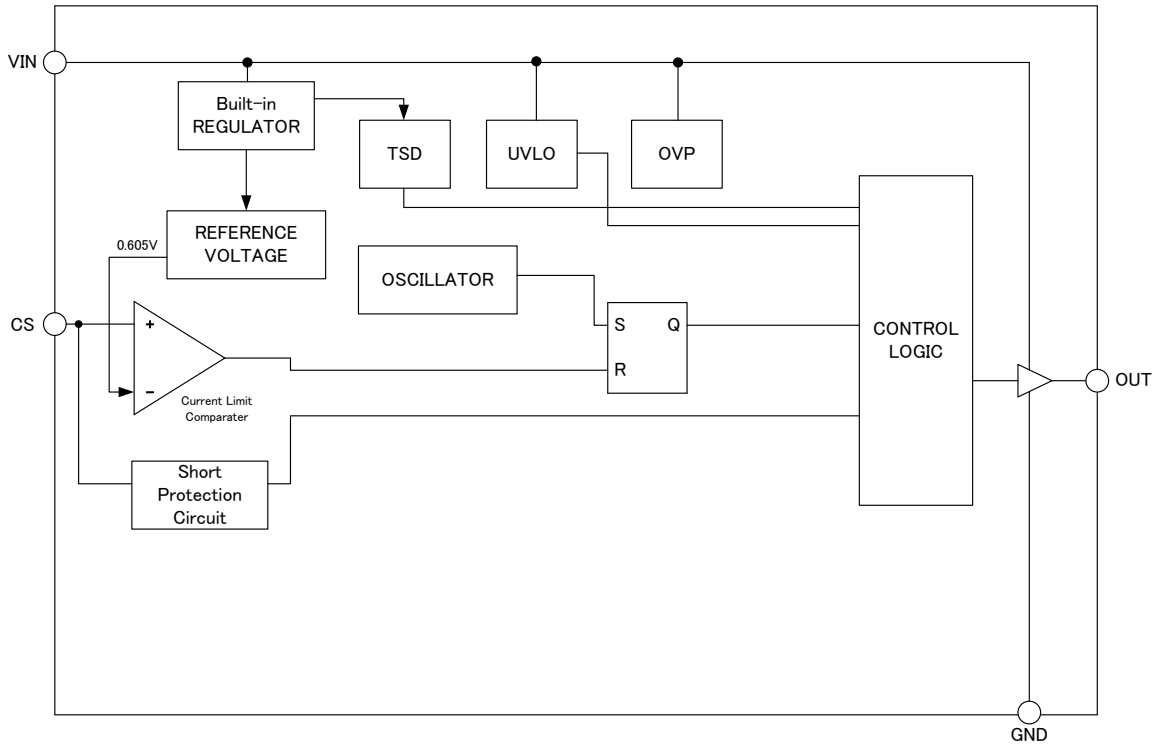 VIN
Built-in
REGULATOR
TSD
UVLO
OVP
REFERENCE
VOLTAGE
0.605V
OSCILLATOR
CS
+
−
S Q
R
CONTROL
LOGIC
OUT
Current Limit
Comparater
Short
Protection
Circuit
GND